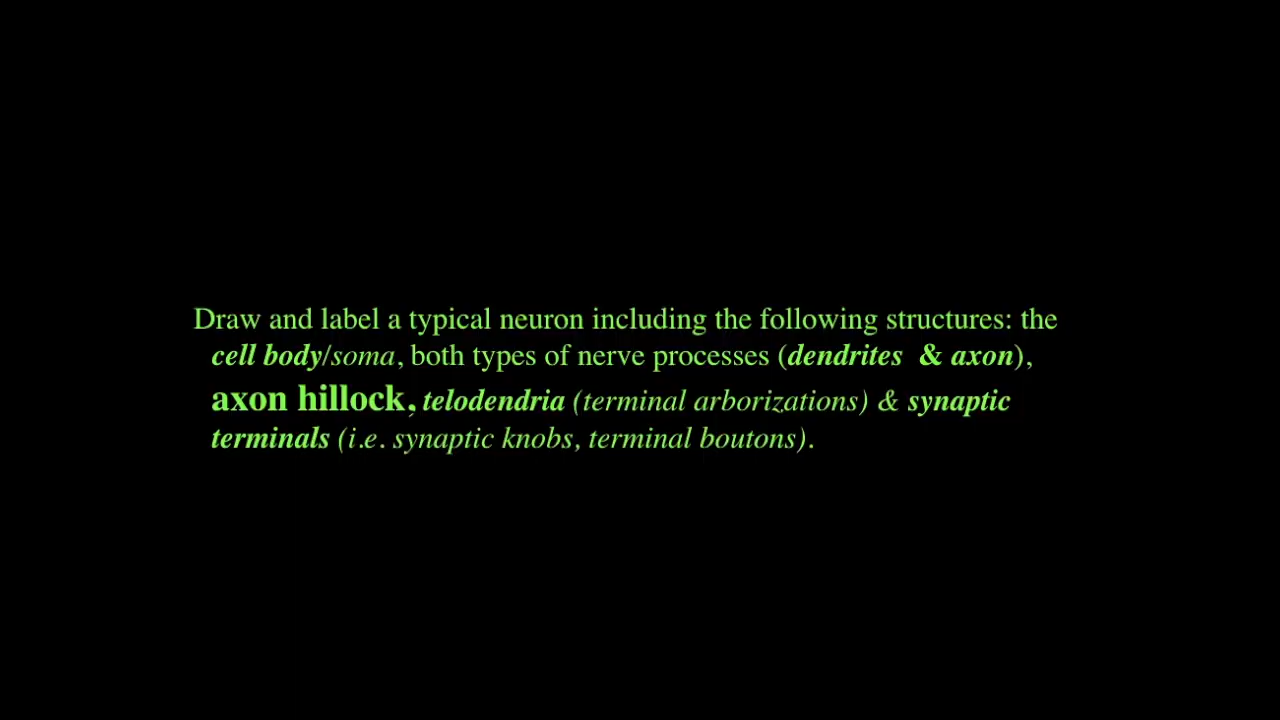 Draw and label a typical neuron including the following structures: the
cell body/soma, both types of nerve processes (dendrites & axon),
axon hillock, telodendria (terminal arborizations) & synaptic
terminals (i.e. synaptic knobs, terminal boutons).